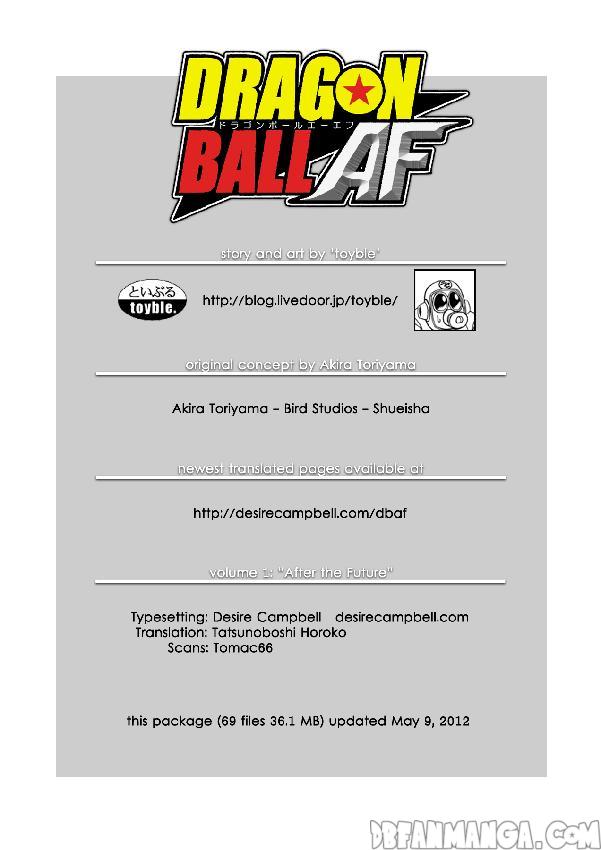 DRAGON
ドラゴンボールエーエフ
BALL AF
story and art by "toyble"
といぶる
toyble.
http://blog.livedoor.jp/toyble/
original concept by Akira Toriyama
Akira Toriyama – Bird Studios – Shueisha
newest translated pages available at
http://desirecampbell.com/dbaf
volume 1: "After the Future"
Typesetting: Desire Campbell desirecampbell.com
Translation: Tatsunoboshi Horoko
Scans: Tomac66
this package (69 files 36.1 MB) updated May 9, 2012
DBFANMANGA.COM